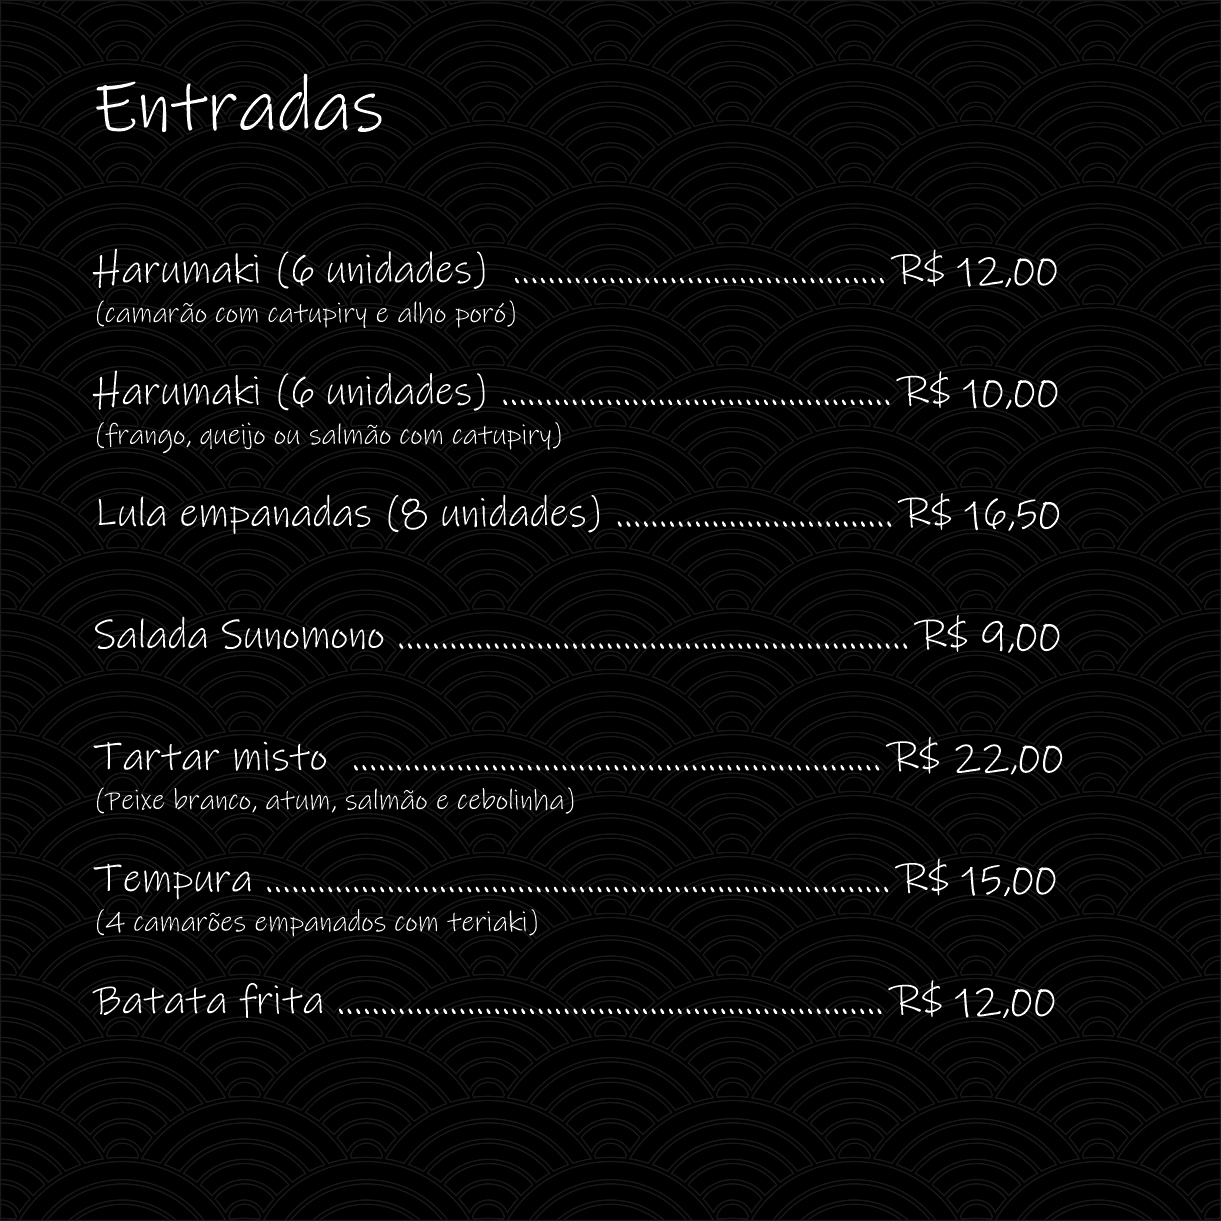 Entradas
Harumaki (6 unidades) ........................................... R$ 12,00
(camarão com catupiry e alho poró)
Harumaki (6 unidades) ............................................. R$ 10,00
(frango, queijo ou salmão com catupiry)
Lula empanadas (8 unidades) ................................ R$ 16,50
Salada Sunomono ........................................................... R$ 9,00
Tartar misto ............................................................. R$ 22,00
(Peixe branco, atum, salmão e cebolinha)
Tempura ........................................................................ R$ 15,00
(4 camarões empanados com teriaki)
Batata frita ............................................................... R$ 12,00